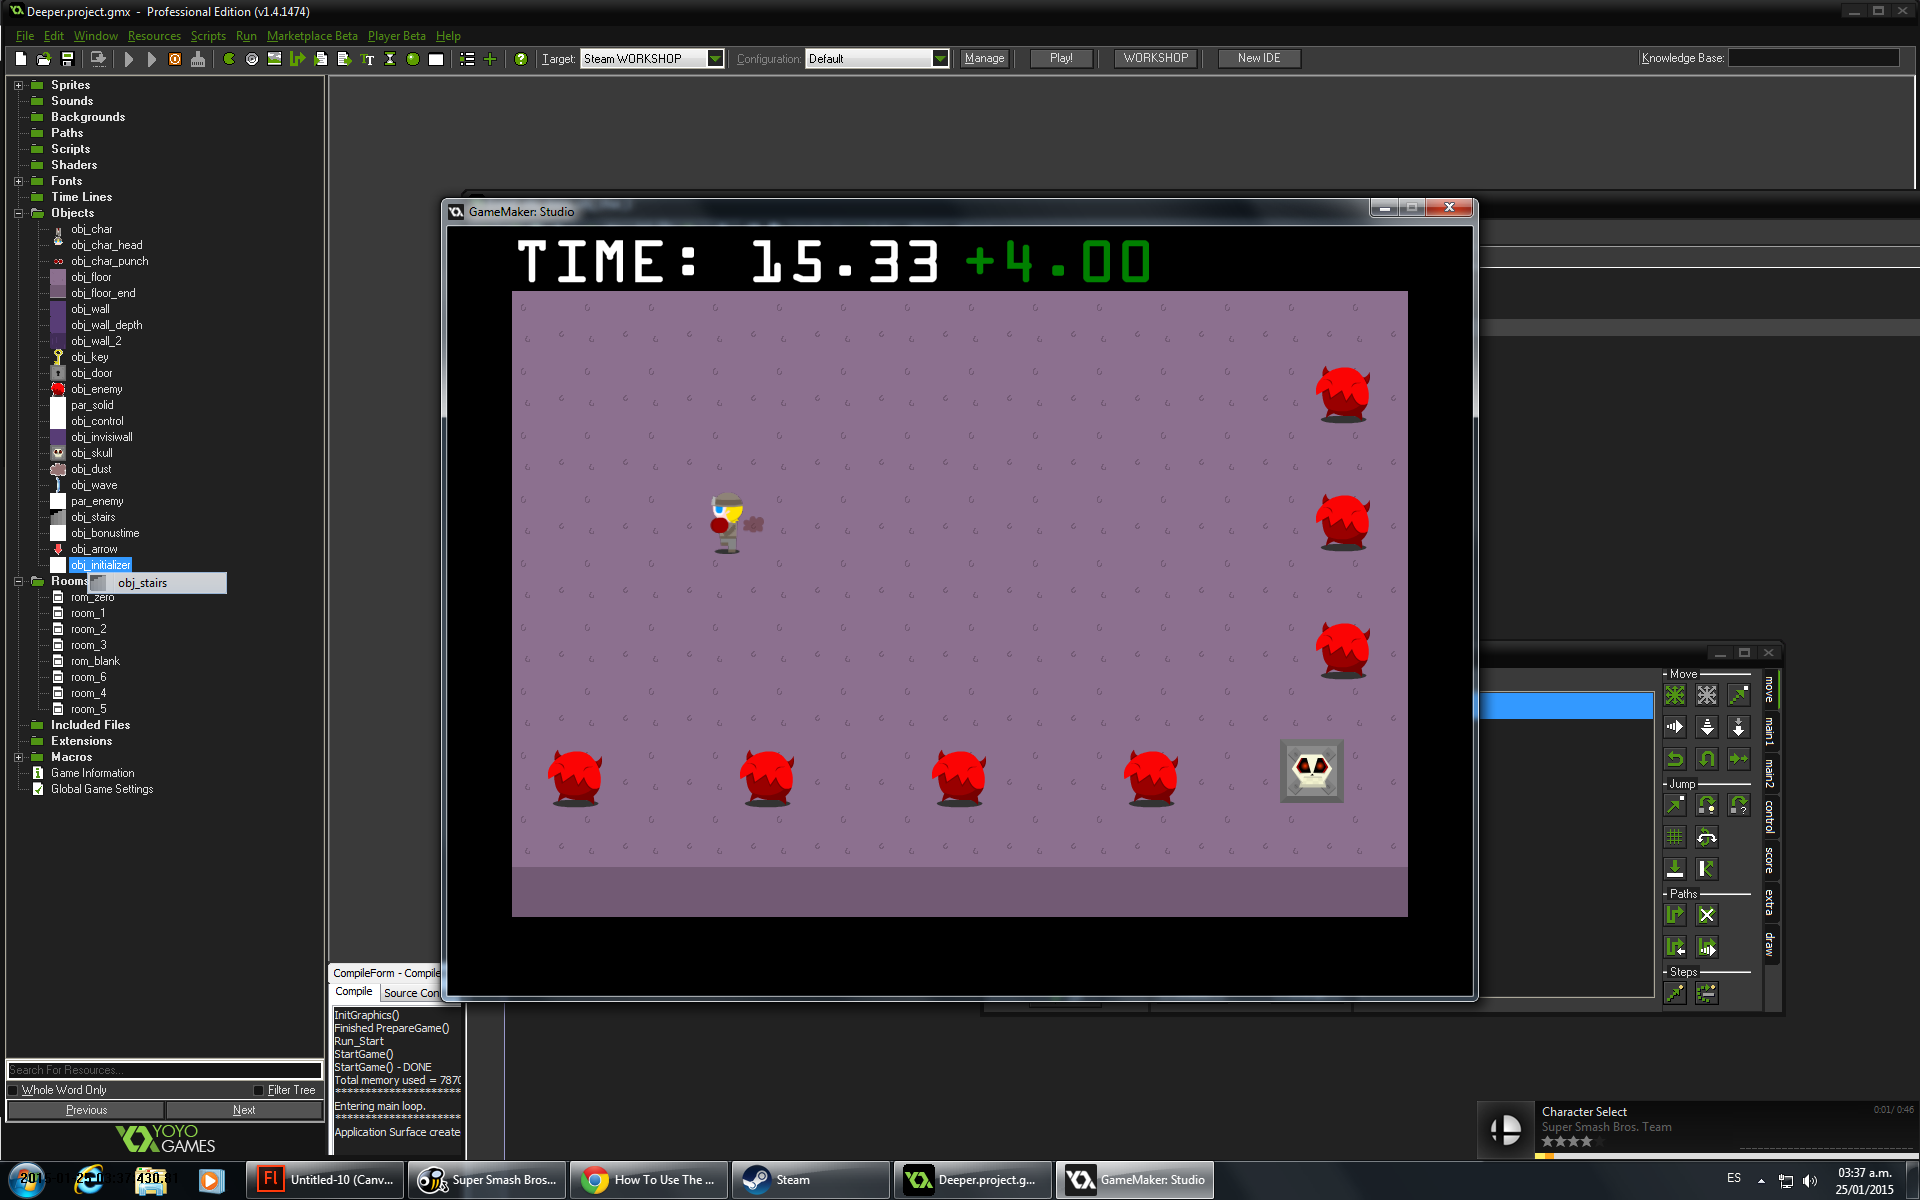 Deeper.project.gmx - Professional Edition (v1.4.1474)
File Edit Window Resources Scripts Run Marketplace Beta Player Beta Help
Target: Steam WORKSHOP Configuration: Default Manage Play! WORKSHOP New IDE Knowledge Base:
Sprites
Sounds
Backgrounds
Paths
Scripts
Shaders
Fonts
Time Lines
Objects
obj_char
obj_char_head
obj_char_punch
obj_floor
obj_floor_end
obj_wall
obj_wall_depth
obj_wall_2
obj_key
obj_door
obj_enemy
par_solid
obj_control
obj_invisiwall
obj_skull
obj_dust
obj_wave
par_enemy
obj_stairs
obj_bonustime
obj_arrow
obj_initializer
Rooms
obj_stairs
rom_zero
room_1
room_2
room_3
rom_blank
room_6
room_4
room_5
Included Files
Extensions
Macros
Game Information
Global Game Settings
Search For Resources...
Whole Word Only Filter Tree
Previous Next
YOYO
GAMES
GameMaker: Studio
TIME: 15.33 +4.00
Move
Jump
Paths
Steps
move
main1
main2
control
score
extra
draw
CompileForm - Compile
Compile Source Con
InitGraphics()
Finished PrepareGame()
Run_Start
StartGame()
StartGame() - DONE
Total memory used = 787
**********************
Entering main loop.
**********************
Application Surface create
Character Select 0:01/ 0:46
Super Smash Bros. Team
Untitled-10 (Canv... Super Smash Bros... How To Use The ... Steam Deeper.project.g... GameMaker: Studio
ES
03:37 a.m.
25/01/2015